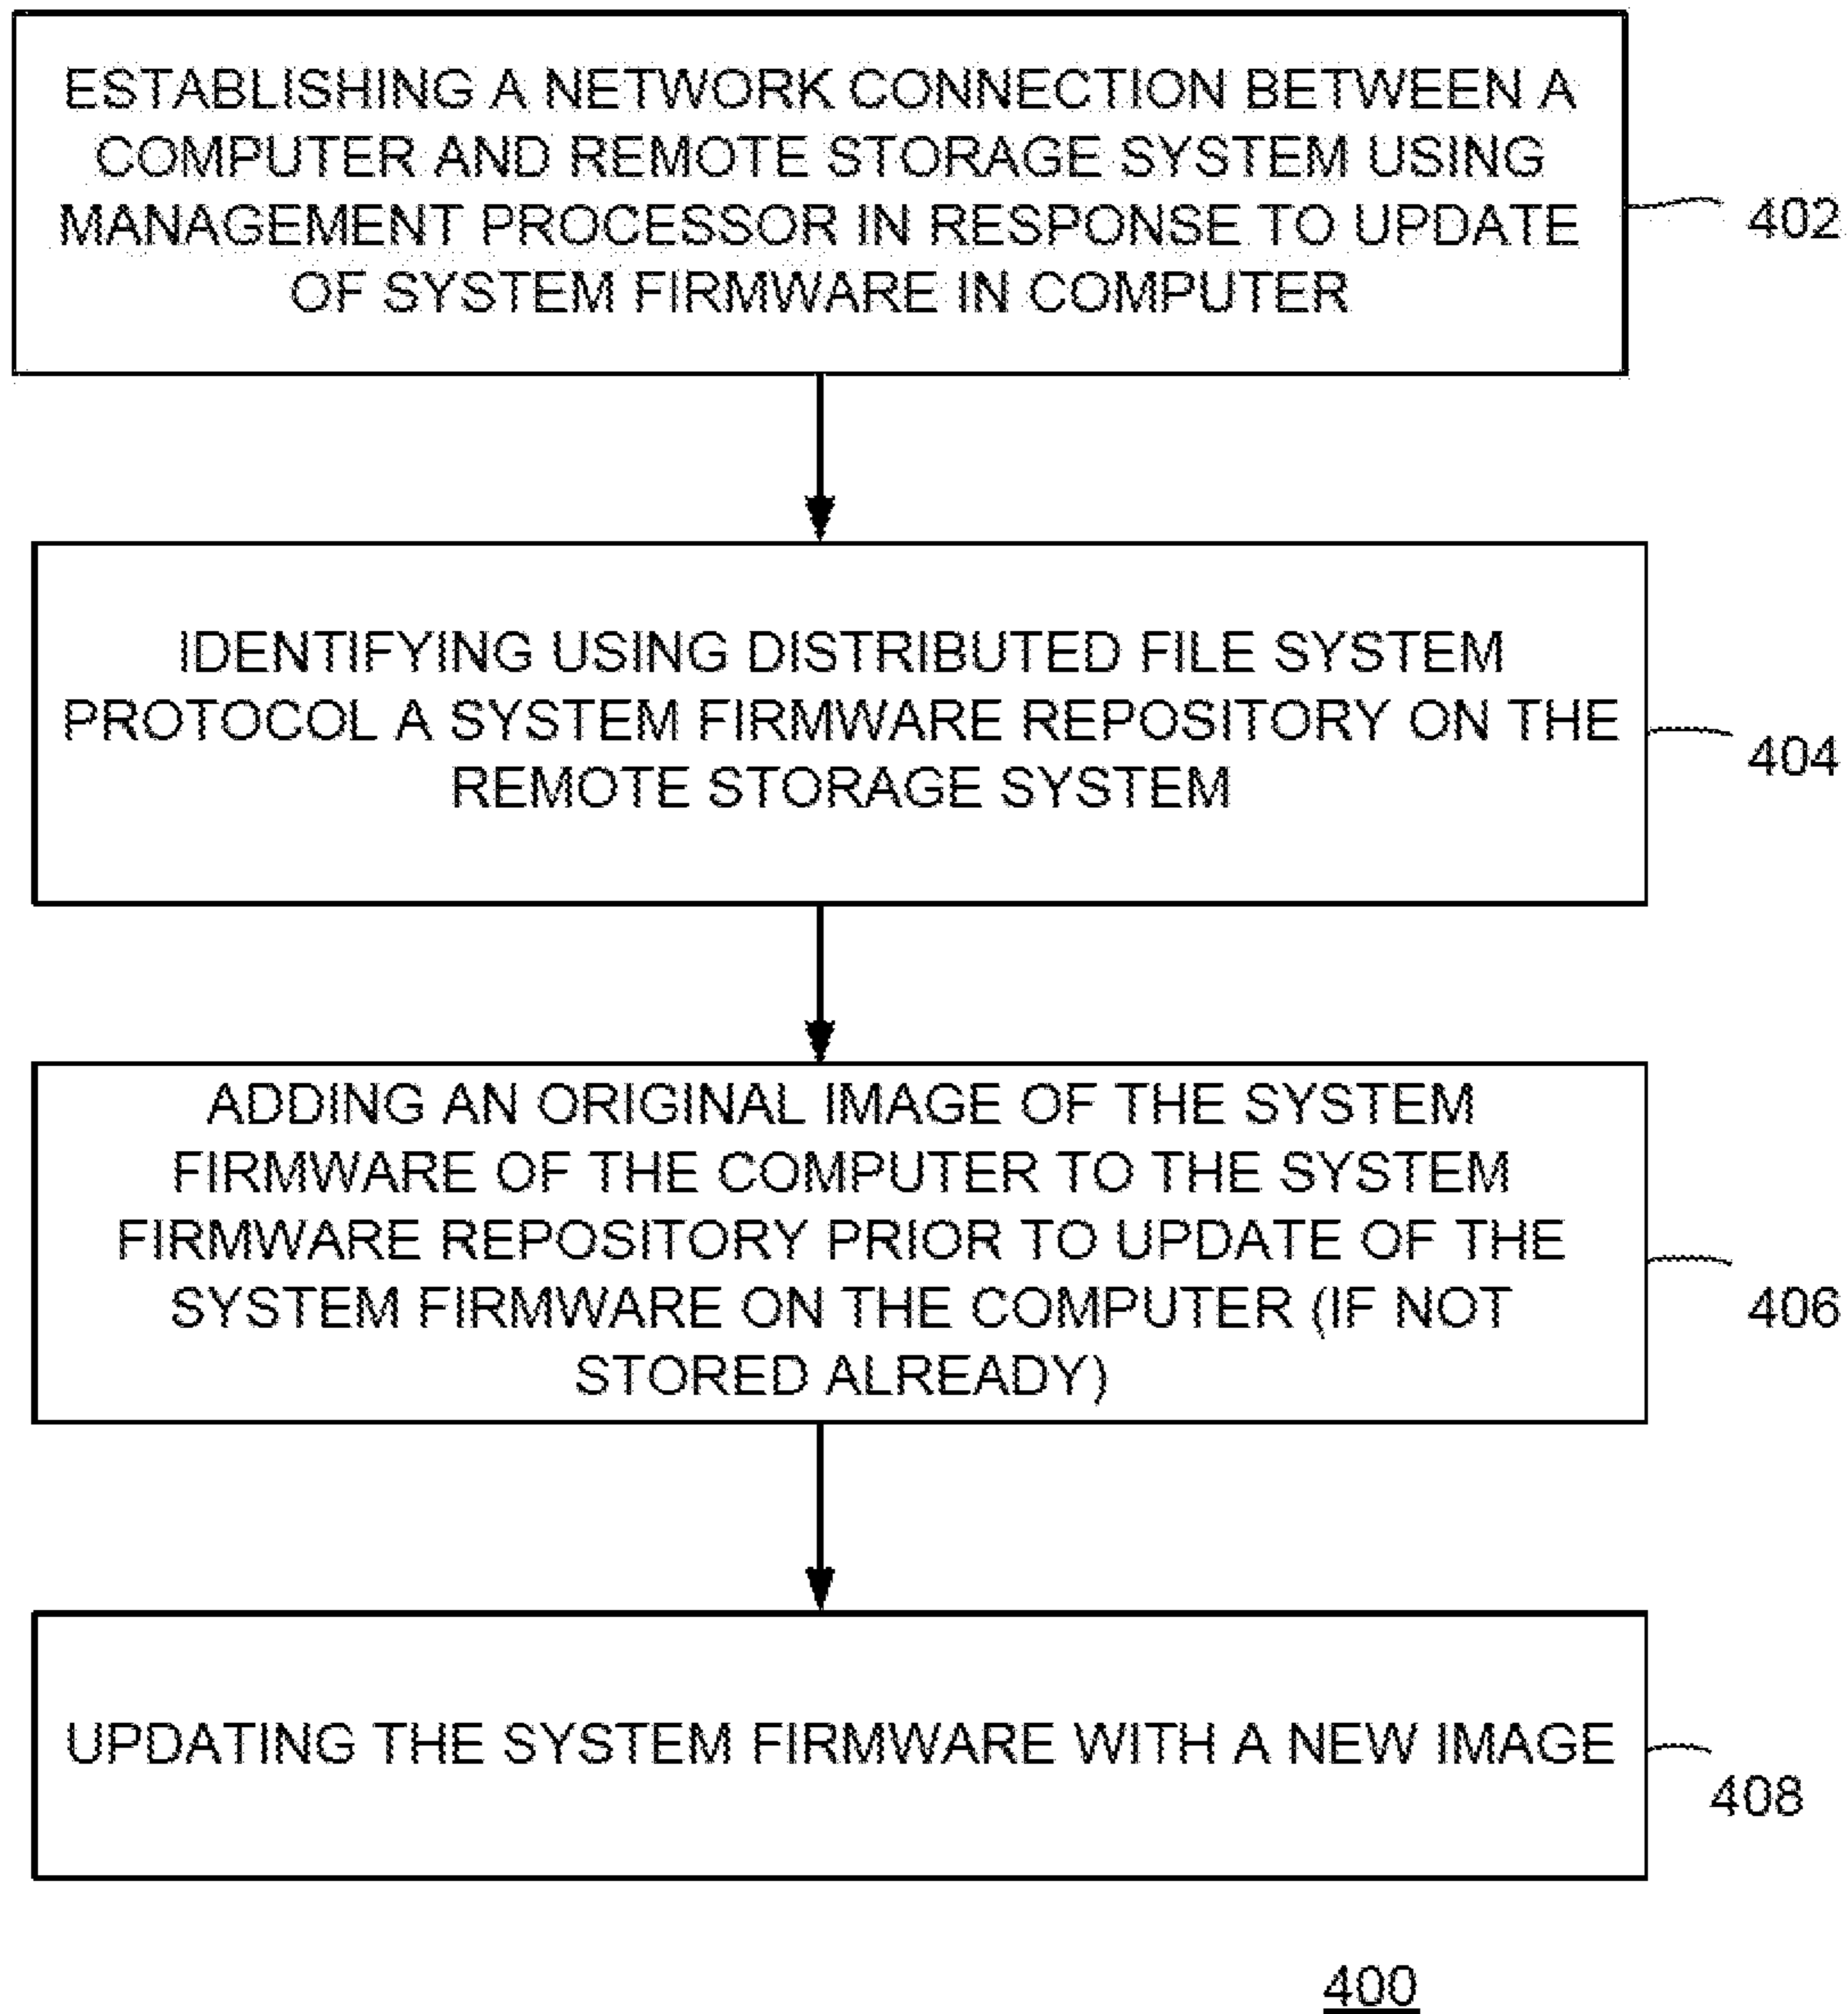 ESTABLISHING A NETWORK CONNECTION BETWEEN A
COMPUTER AND REMOTE STORAGE SYSTEM USING
MANAGEMENT PROCESSOR IN RESPONSE TO UPDATE
OF SYSTEM FIRMWARE IN COMPUTER
402
IDENTIFYING USING DISTRIBUTED FILE SYSTEM
PROTOCOL A SYSTEM FIRMWARE REPOSITORY ON THE
REMOTE STORAGE SYSTEM
404
ADDING AN ORIGINAL IMAGE OF THE SYSTEM
FIRMWARE OF THE COMPUTER TO THE SYSTEM
FIRMWARE REPOSITORY PRIOR TO UPDATE OF THE
SYSTEM FIRMWARE ON THE COMPUTER (IF NOT
STORED ALREADY)
406
UPDATING THE SYSTEM FIRMWARE WITH A NEW IMAGE
408
400